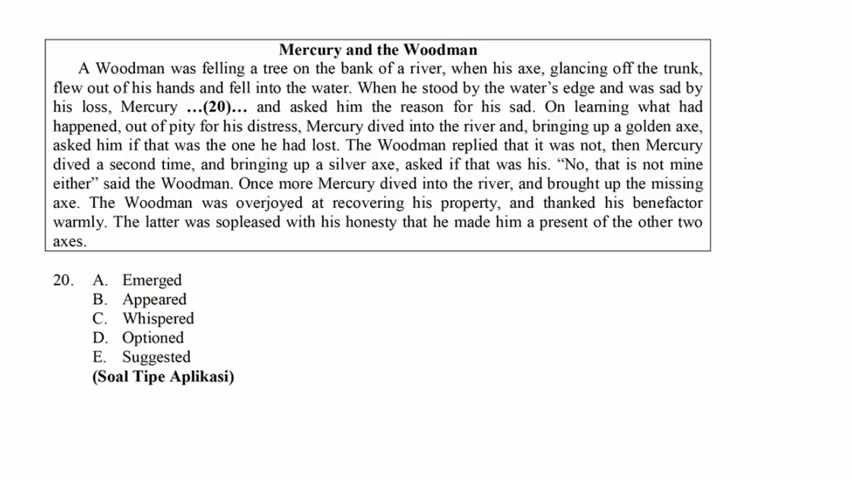 Mercury and the Woodman
A Woodman was felling a tree on the bank of a river, when his axe, glancing off the trunk,
flew out of his hands and fell into the water. When he stood by the water's edge and was sad by
his loss, Mercury …(20)… and asked him the reason for his sad. On learning what had
happened, out of pity for his distress, Mercury dived into the river and, bringing up a golden axe,
asked him if that was the one he had lost. The Woodman replied that it was not, then Mercury
dived a second time, and bringing up a silver axe, asked if that was his. “No, that is not mine
either” said the Woodman. Once more Mercury dived into the river, and brought up the missing
axe. The Woodman was overjoyed at recovering his property, and thanked his benefactor
warmly. The latter was sopleased with his honesty that he made him a present of the other two
axes.
20. A. Emerged
B. Appeared
C. Whispered
D. Optioned
E. Suggested
(Soal Tipe Aplikasi)